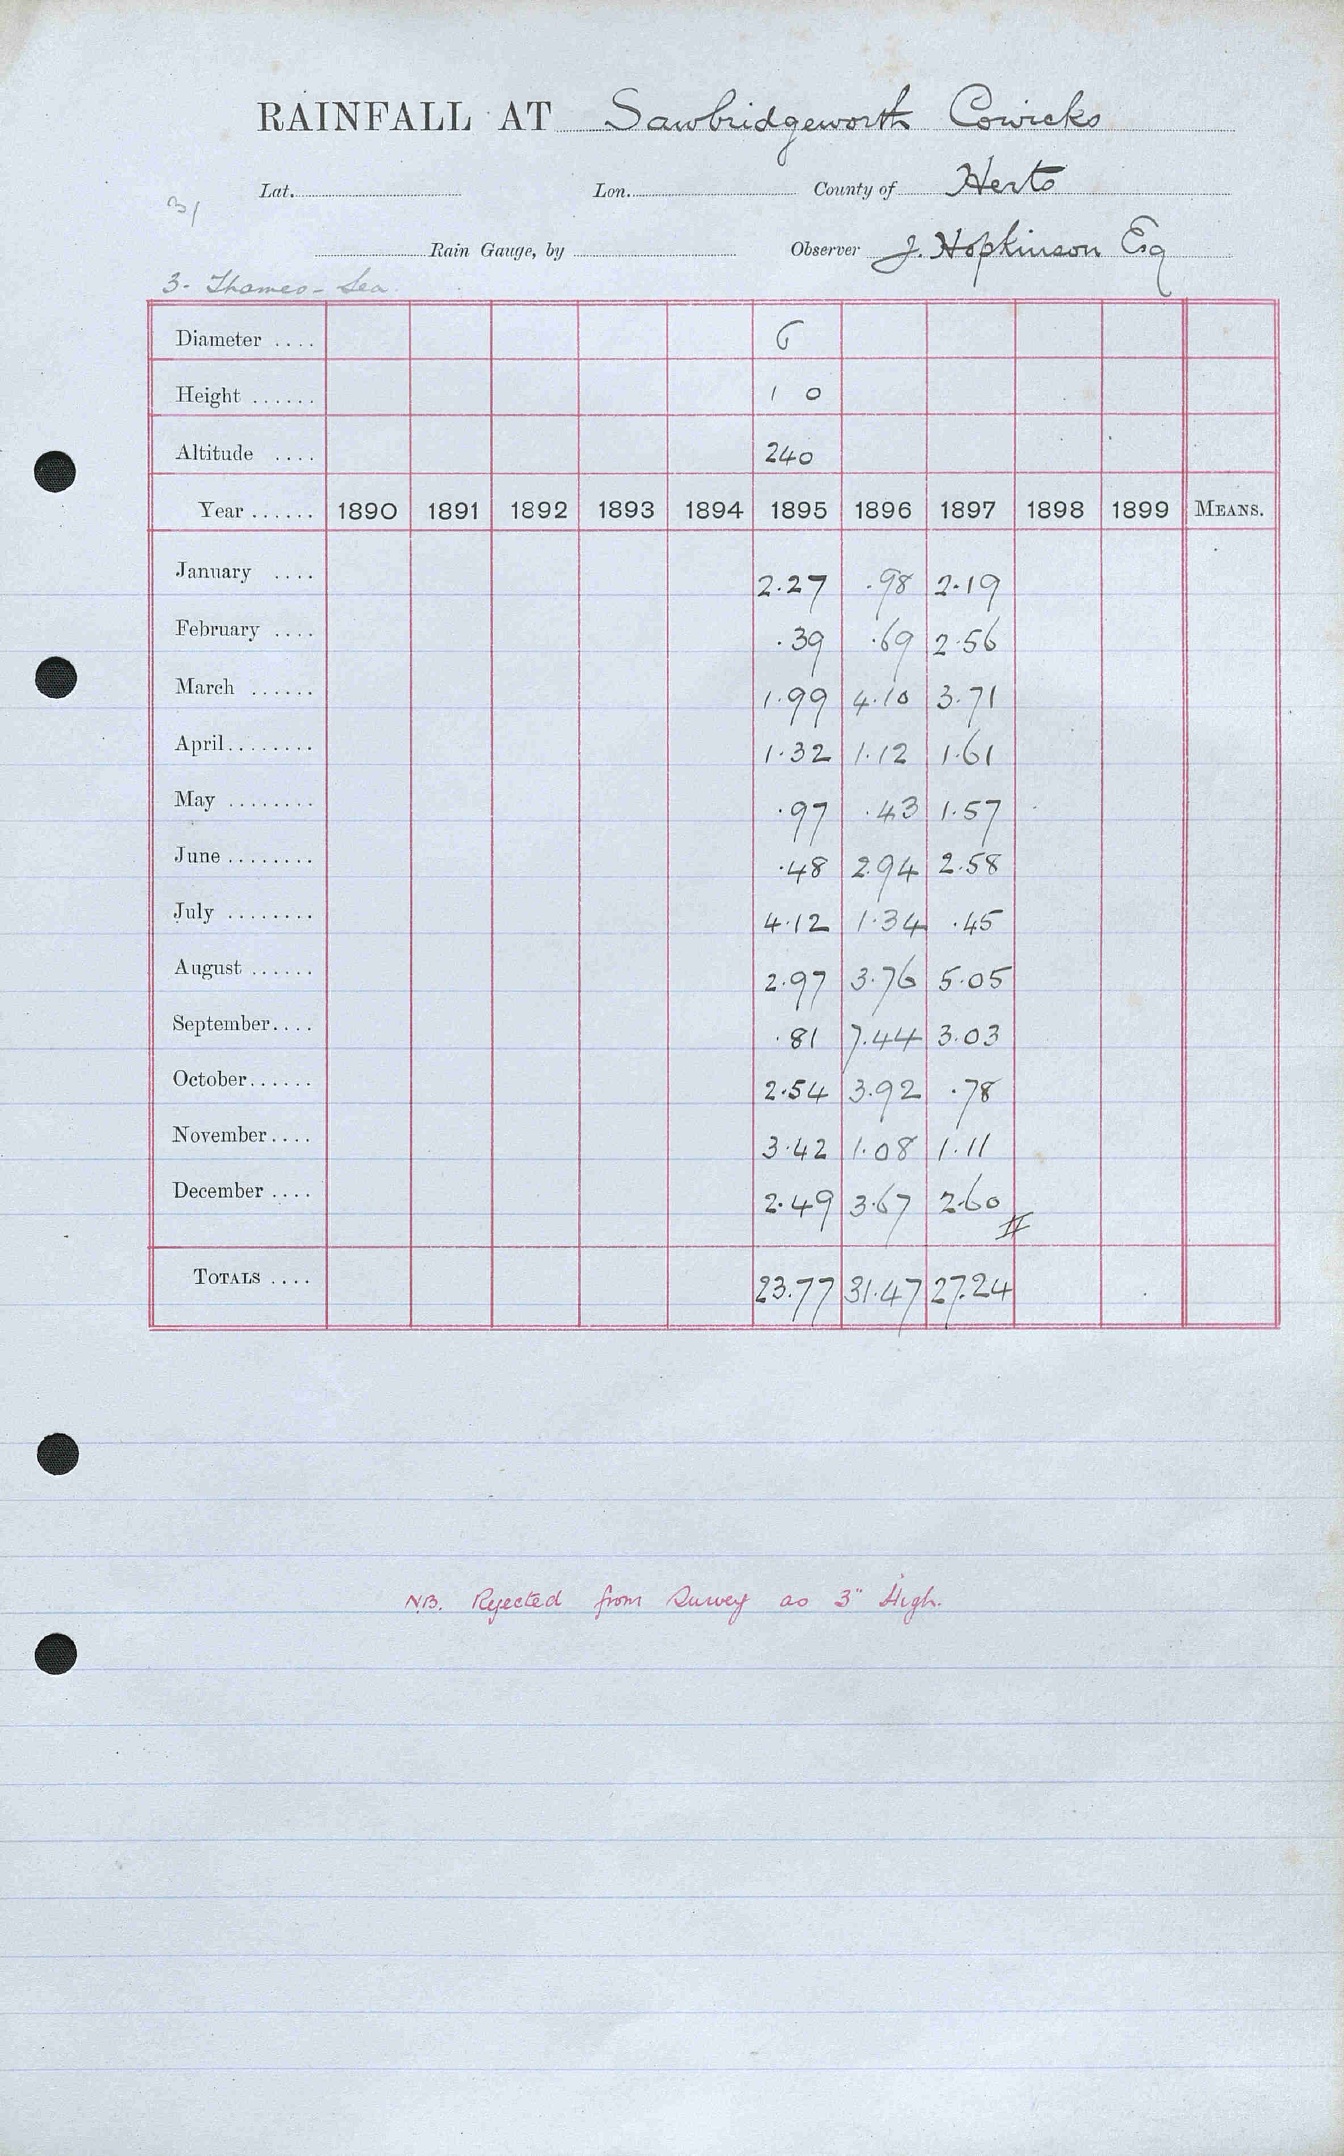 RAINFALL AT Sawbridgeworth Cowicks
Lat. Lon. County of Herts
31
Rain Gauge, by Observer J. Hopkinson Esq
3- Thames - Sea.
Diameter .... 6
Height ...... 1 0
Altitude .... 240
Year ...... 1890 1891 1892 1893 1894 1895 1896 1897 1898 1899 MEANS.
January .... 2.27 .98 2.19
February .... .39 .69 2.56
March ...... 1.99 4.10 3.71
April........ 1.32 1.12 1.61
May ........ .97 .43 1.57
June ........ .48 2.94 2.58
July ........ 4.12 1.34 .45
August ...... 2.97 3.76 5.05
September.... .81 7.44 3.03
October...... 2.54 3.92 .78
November.... 3.42 1.08 1.11
December .... 2.49 3.67 2.60
II
TOTALS .... 23.77 31.47 27.24
NB. Rejected from Survey as 3" High.